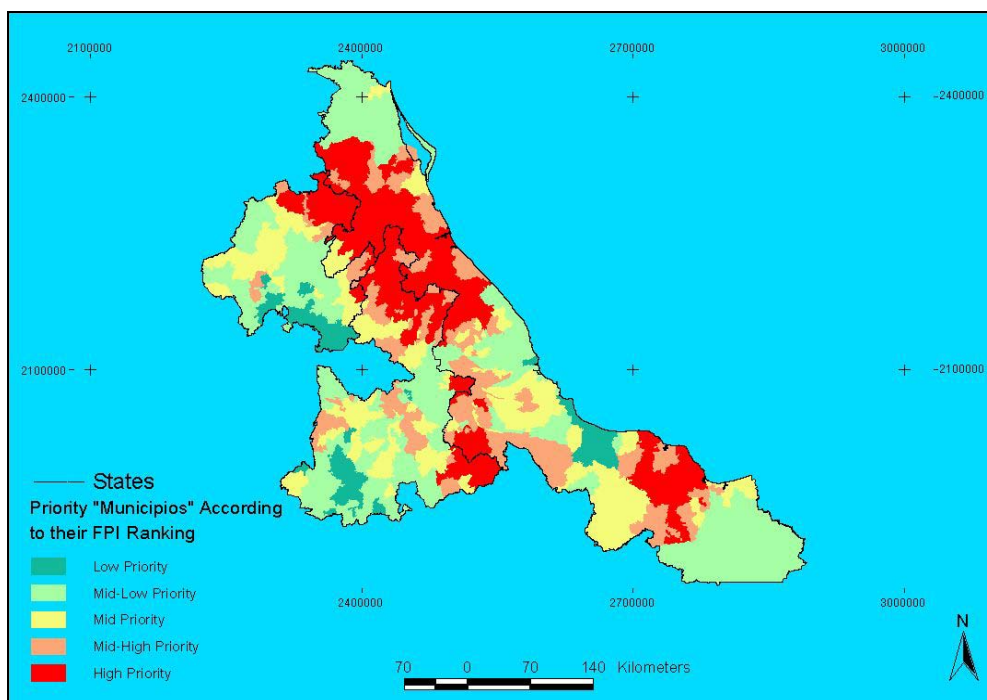 2100000 2400000 2700000 3000000
2400000 -2400000
2100000 -2100000
States
Priority "Municipios" According
to their FPI Ranking
Low Priority
Mid-Low Priority
Mid Priority
Mid-High Priority
High Priority
2400000 2700000 3000000
70 0 70 140 Kilometers
N